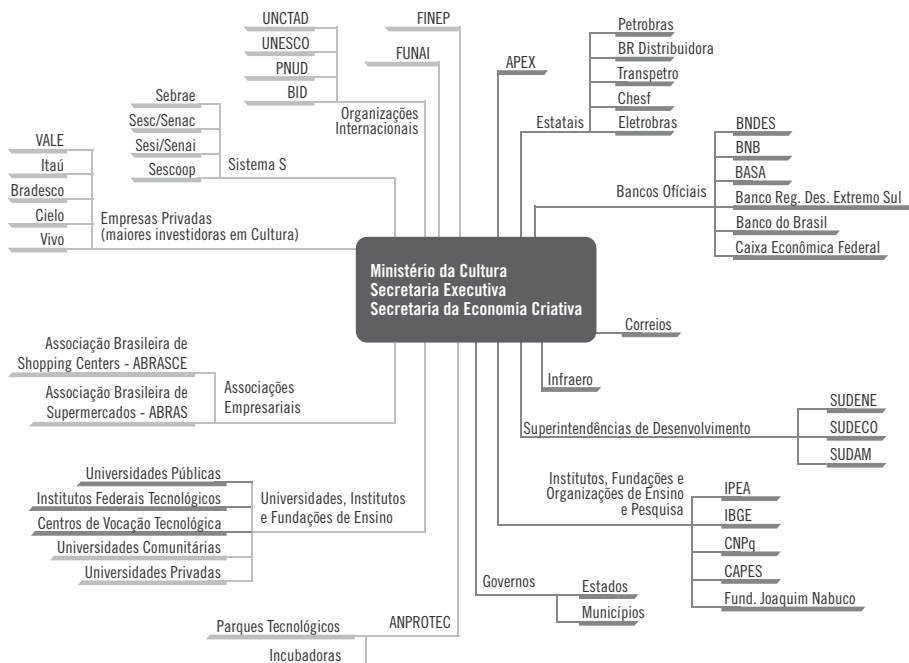 UNCTAD
UNESCO
PNUD
BID
Organizações
Internacionais
FINEP
FUNAI
Sebrae
Sesc/Senac
Sesi/Senai
Sescoop
Sistema S
VALE
Itaú
Bradesco
Cielo
Vivo
Empresas Privadas
(maiores investidoras em Cultura)
APEX
Petrobras
BR Distribuidora
Transpetro
Chesf
Eletrobras
Estatais
BNDES
BNB
BASA
Banco Reg. Des. Extremo Sul
Banco do Brasil
Caixa Econômica Federal
Bancos Ofíciais
Ministério da Cultura
Secretaria Executiva
Secretaria da Economia Criativa
Correios
Infraero
Associação Brasileira de
Shopping Centers - ABRASCE
Associação Brasileira de
Supermercados - ABRAS
Associações
Empresariais
Superintendências de Desenvolvimento
SUDENE
SUDECO
SUDAM
Universidades Públicas
Institutos Federais Tecnológicos
Centros de Vocação Tecnológica
Universidades Comunitárias
Universidades Privadas
Universidades, Institutos
e Fundações de Ensino
Institutos, Fundações e
Organizações de Ensino
e Pesquisa
IPEA
IBGE
CNPq
CAPES
Fund. Joaquim Nabuco
Governos
Estados
Municípios
ANPROTEC
Parques Tecnológicos
Incubadoras